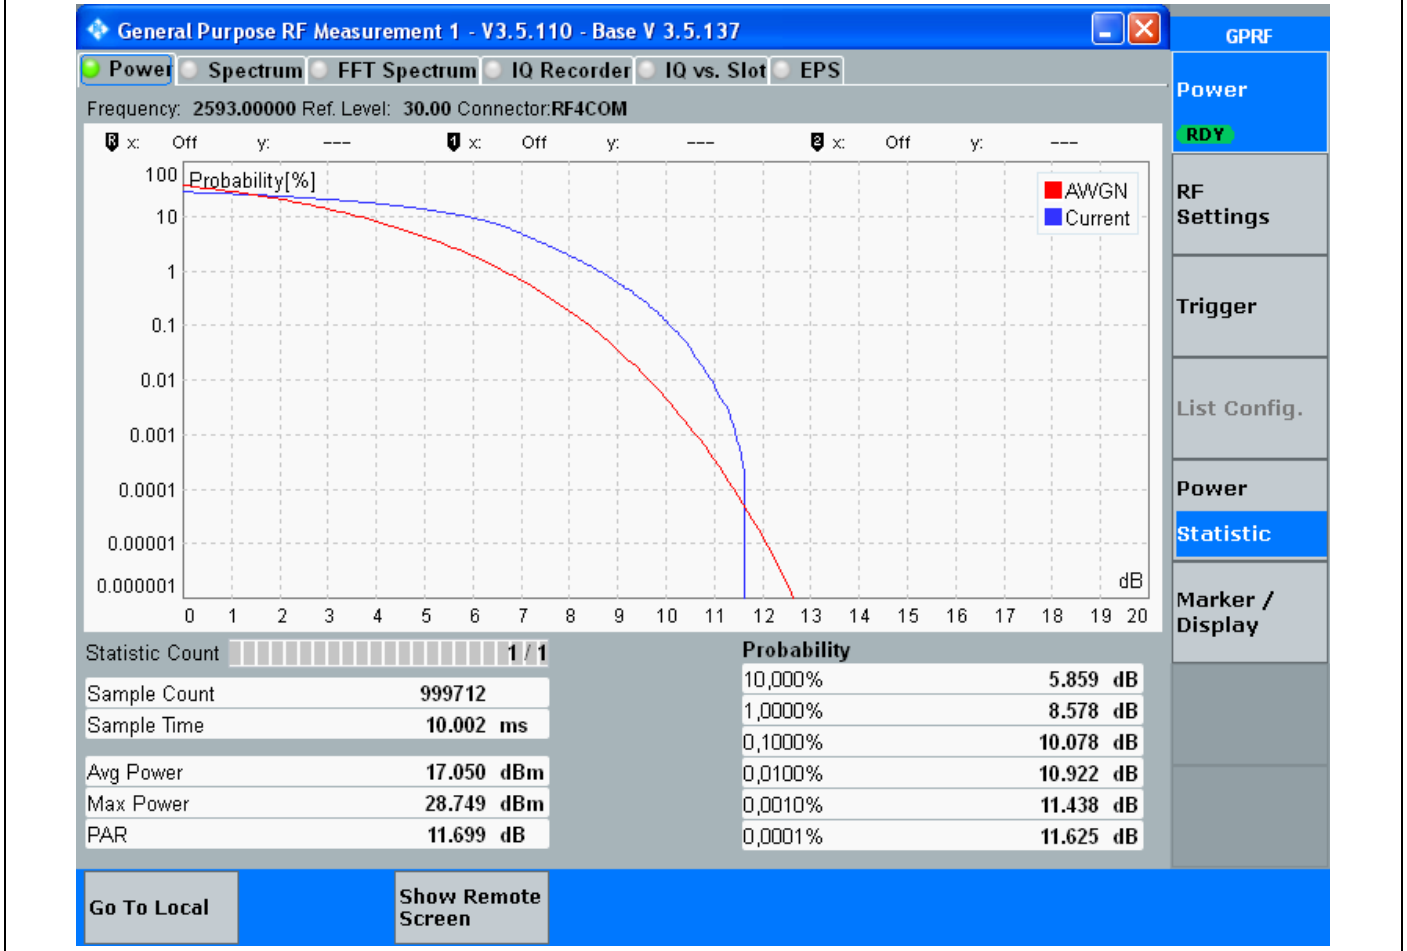 General Purpose RF Measurement 1 - V3.5.110 - Base V 3.5.137
GPRF
Power Spectrum FFT Spectrum IQ Recorder IQ vs. Slot EPS
Frequency: 2593.00000 Ref. Level: 30.00 Connector:RF4COM
R x: Off y: --- 1 x: Off y: --- 2 x: Off y: ---
Probability[%]
100
10
1
0.1
0.01
0.001
0.0001
0.00001
0.000001
AWGN
Current
dB
0 1 2 3 4 5 6 7 8 9 10 11 12 13 14 15 16 17 18 19 20
Statistic Count 1 / 1
Sample Count 999712
Sample Time 10.002 ms
Avg Power 17.050 dBm
Max Power 28.749 dBm
PAR 11.699 dB
Probability
10,000% 5.859 dB
1,0000% 8.578 dB
0,1000% 10.078 dB
0,0100% 10.922 dB
0,0010% 11.438 dB
0,0001% 11.625 dB
Power
RDY
RF
Settings
Trigger
List Config.
Power
Statistic
Marker /
Display
Go To Local
Show Remote
Screen